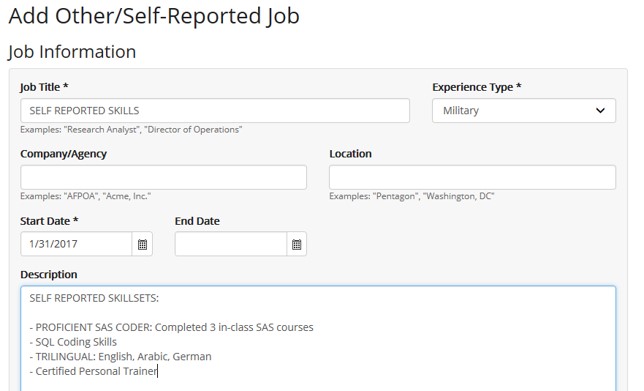 Add Other/Self-Reported Job
Job Information
Job Title * Experience Type *
SELF REPORTED SKILLS Military
Examples: "Research Analyst", "Director of Operations"
Company/Agency Location
Examples: "AFPOA", "Acme, Inc." Examples: "Pentagon", "Washington, DC"
Start Date * End Date
1/31/2017
Description
SELF REPORTED SKILLSETS:
- PROFICIENT SAS CODER: Completed 3 in-class SAS courses
- SQL Coding Skills
- TRILINGUAL: English, Arabic, German
- Certified Personal Trainer